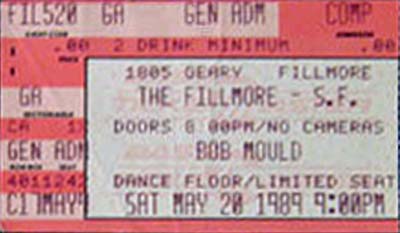 FIL520 GA GEN ADM COMP
.00 2 DRINK MINIMUM .00
1805 GEARY FILLMORE
GA THE FILLMORE - S.F.
CA DOORS 8 00PM/NO CAMERAS
GEN ADM BOB MOULD
DANCE FLOOR/LIMITED SEAT
SAT MAY 20 1989 9:00PM